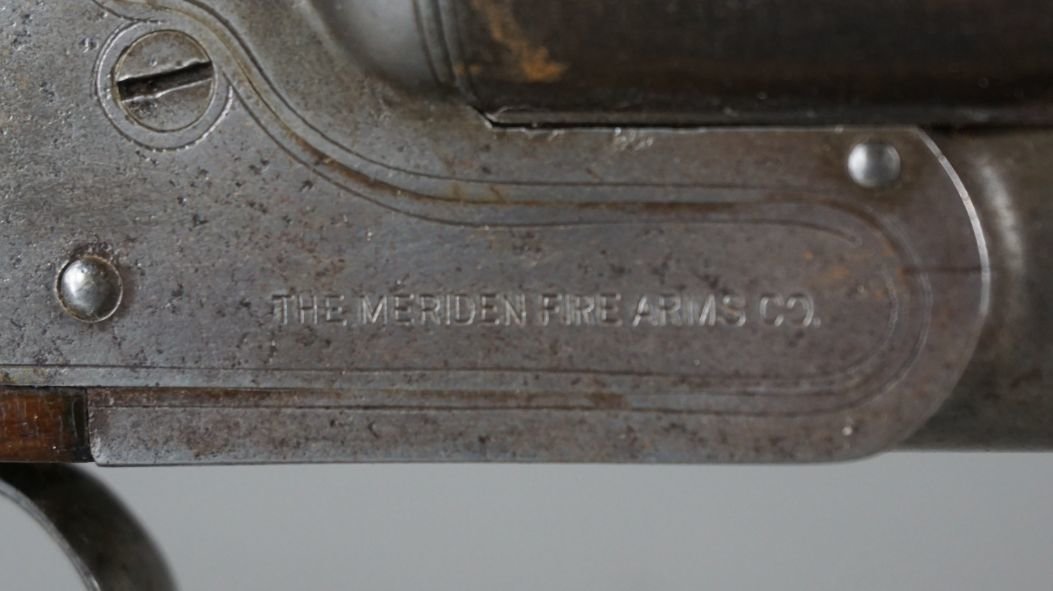 THE MERIDEN FIRE ARMS CO.